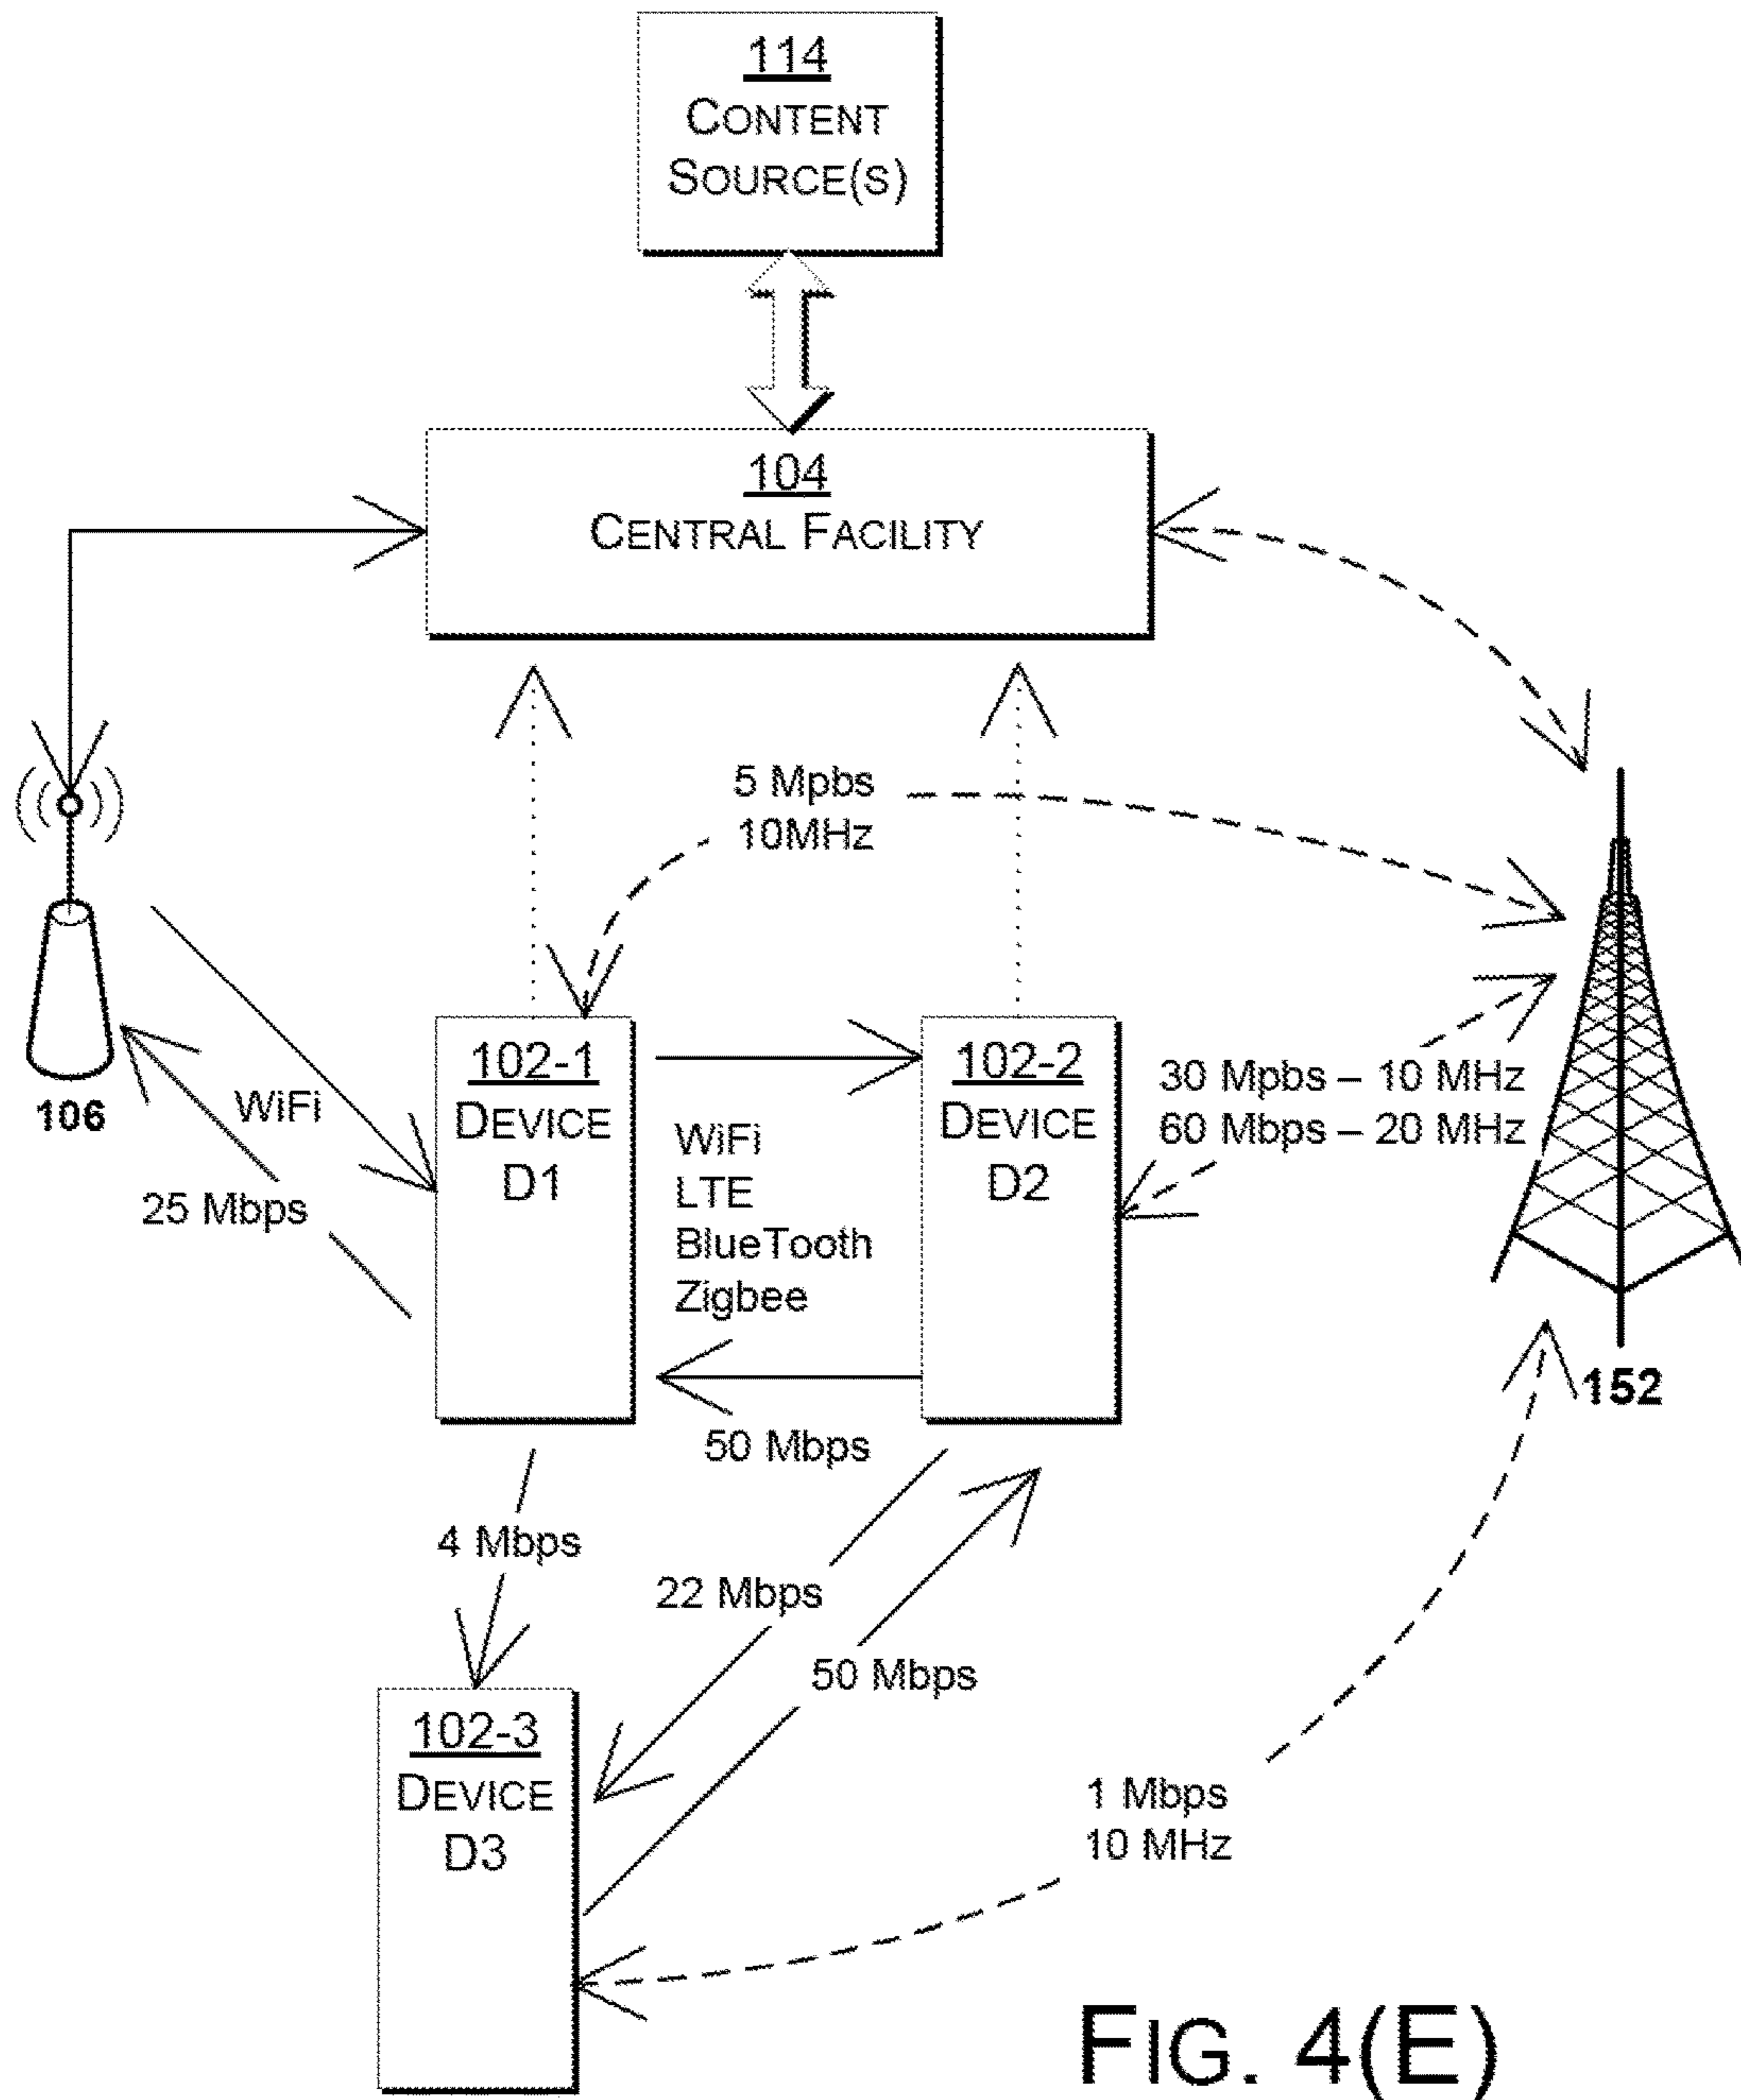 114
CONTENT
SOURCE(S)
104
CENTRAL FACILITY
5 Mpbs
10MHz
106
WiFi
25 Mbps
102-1
DEVICE
D1
WiFi
LTE
BlueTooth
Zigbee
50 Mbps
102-2
DEVICE
D2
30 Mpbs – 10 MHz
60 Mbps – 20 MHz
152
4 Mbps
22 Mbps
50 Mbps
102-3
DEVICE
D3
1 Mbps
10 MHz
FIG. 4(E)